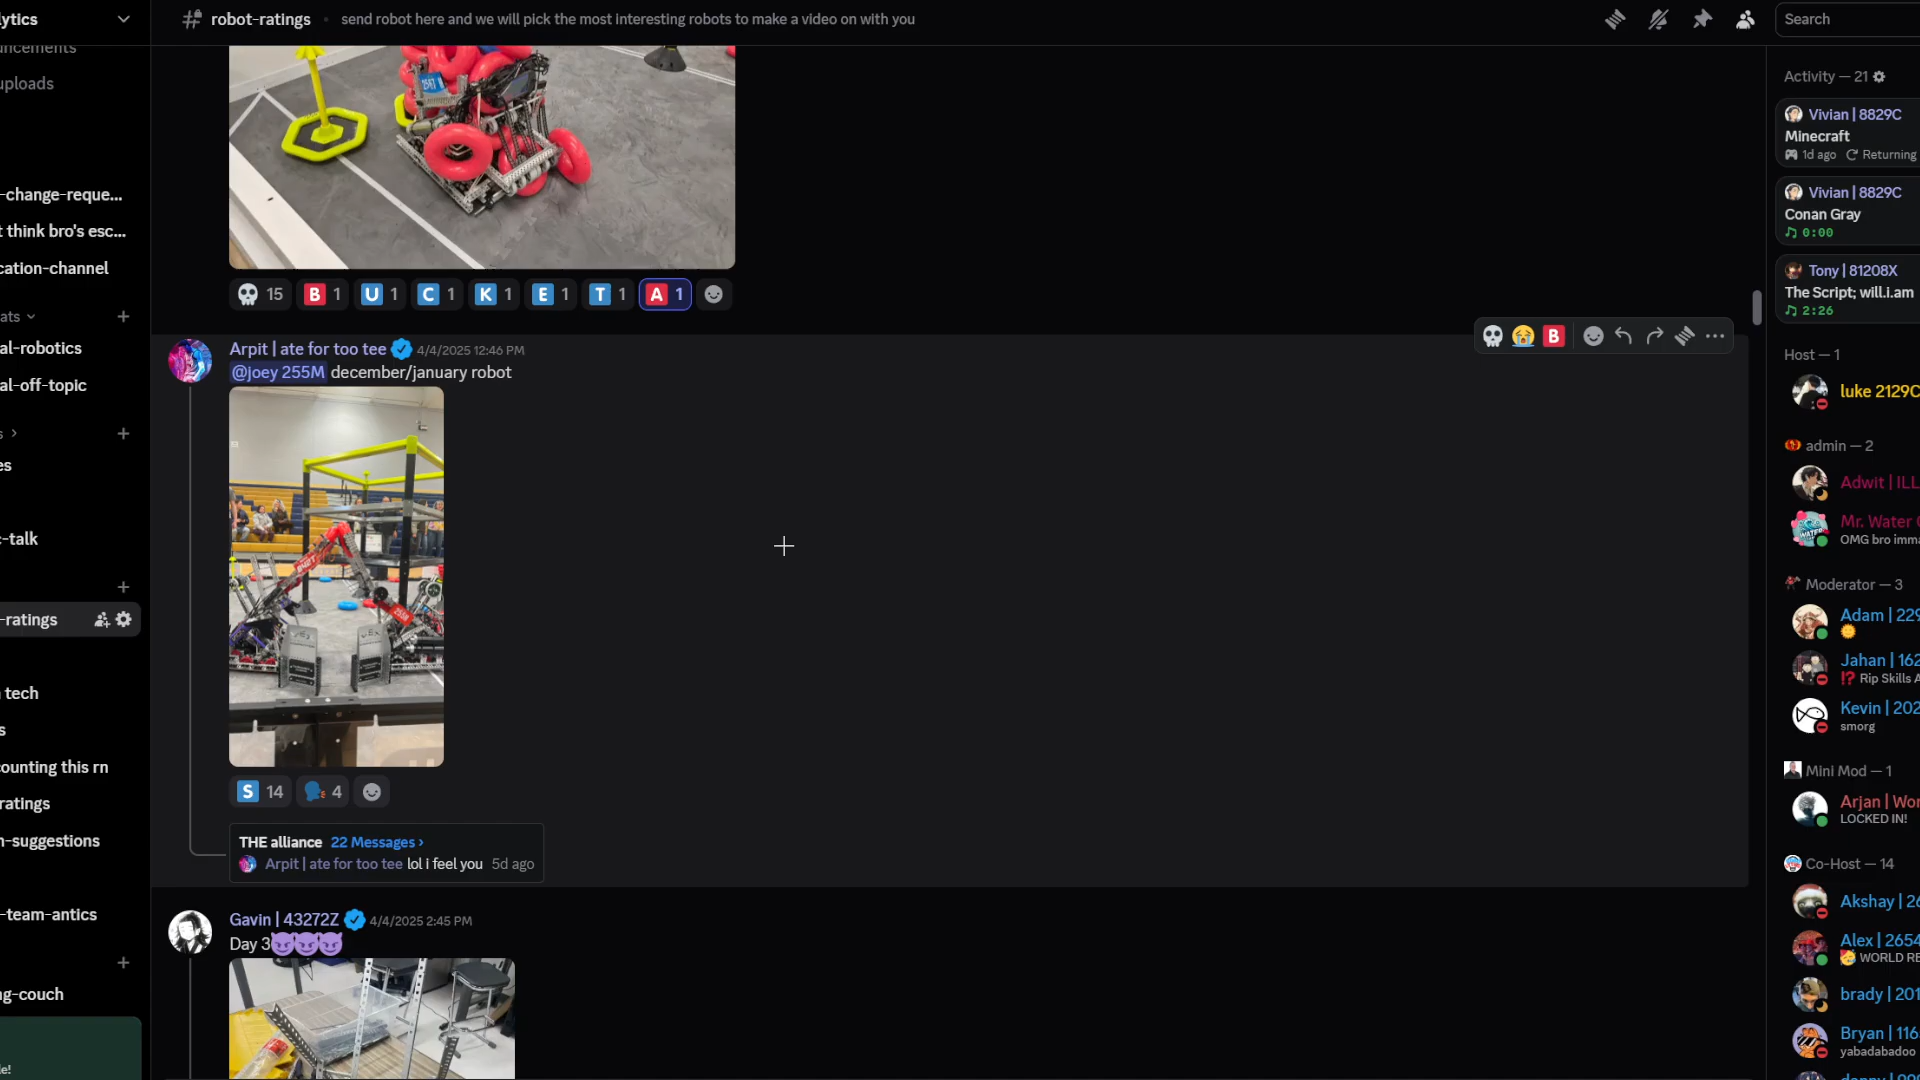 lytics
uncements
uploads
-change-reque...
t think bro's esc...
cation-channel
ats
al-robotics
al-off-topic
s
es
c-talk
-ratings
tech
s
ounting this rn
ratings
n-suggestions
-team-antics
ng-couch
le!
robot-ratings • send robot here and we will pick the most interesting robots to make a video on with you
15 B 1 U 1 C 1 K 1 E 1 T 1 A 1
B
Arpit | ate for too tee 4/4/2025 12:46 PM
@joey 255M december/january robot
255M
S 14 4
THE alliance 22 Messages ›
Arpit | ate for too tee lol i feel you 5d ago
Gavin | 43272Z 4/4/2025 2:45 PM
Day 3
Search
Activity — 21
Vivian | 8829C
Minecraft
1d ago Returning
Vivian | 8829C
Conan Gray
0:00
Tony | 81208X
The Script; will.i.am
2:26
Host — 1
luke 2129C
admin — 2
Adwit | ILL
Mr. Water
OMG bro imma
Moderator — 3
Adam | 229
Jahan | 162
⁉ Rip Skills A
Kevin | 202
smorg
Mini Mod — 1
Arjan | Wor
LOCKED IN!
Co-Host — 14
Akshay | 26
Alex | 2654
WORLD RE
brady | 201
Bryan | 116
yabadabadoo